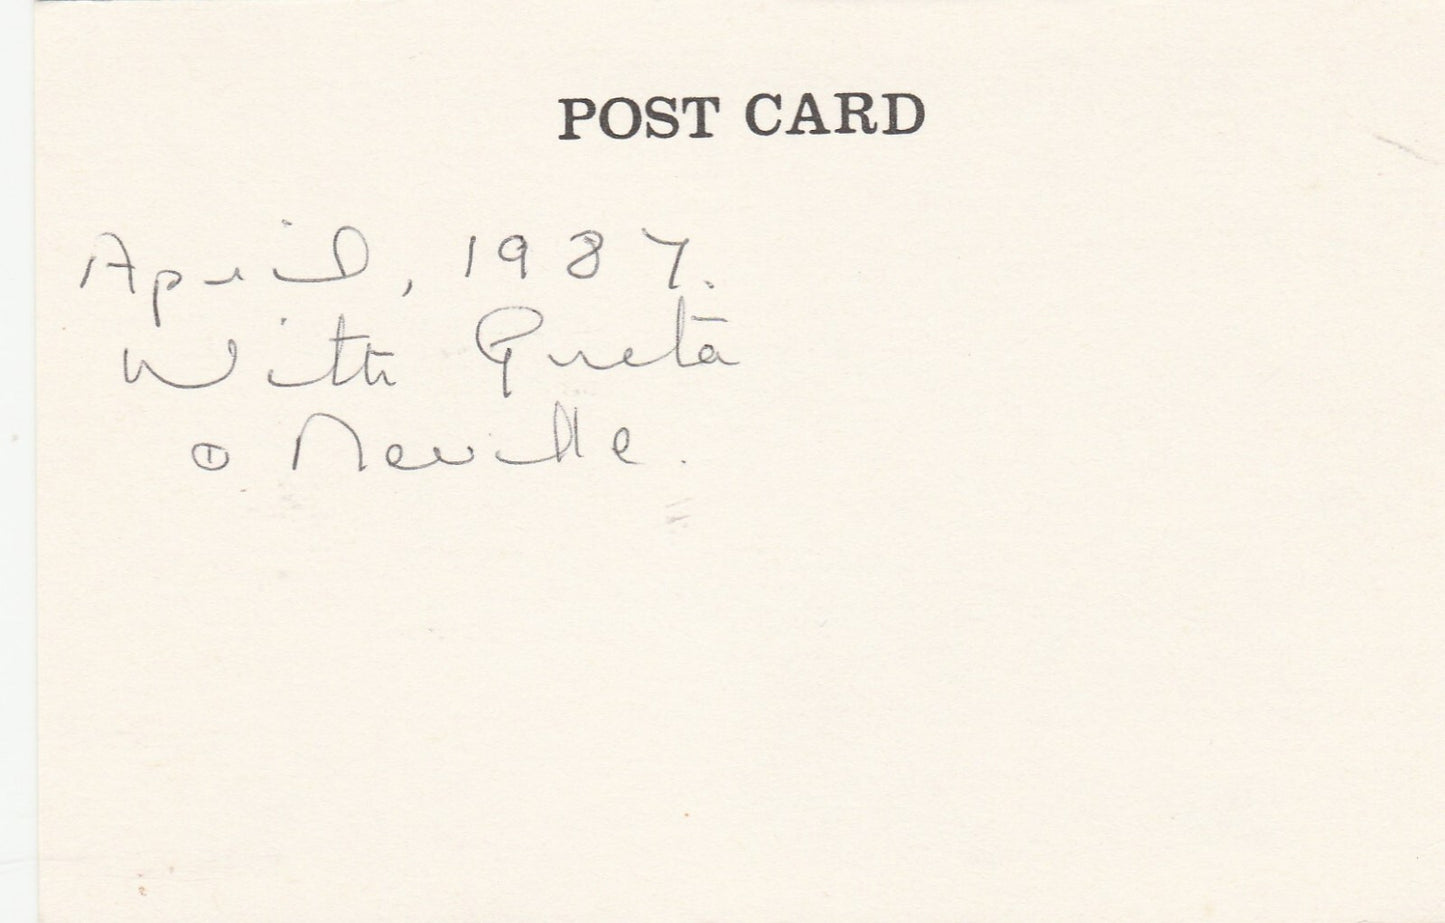 POST CARD
April, 1987.
With Greta
& Neville.